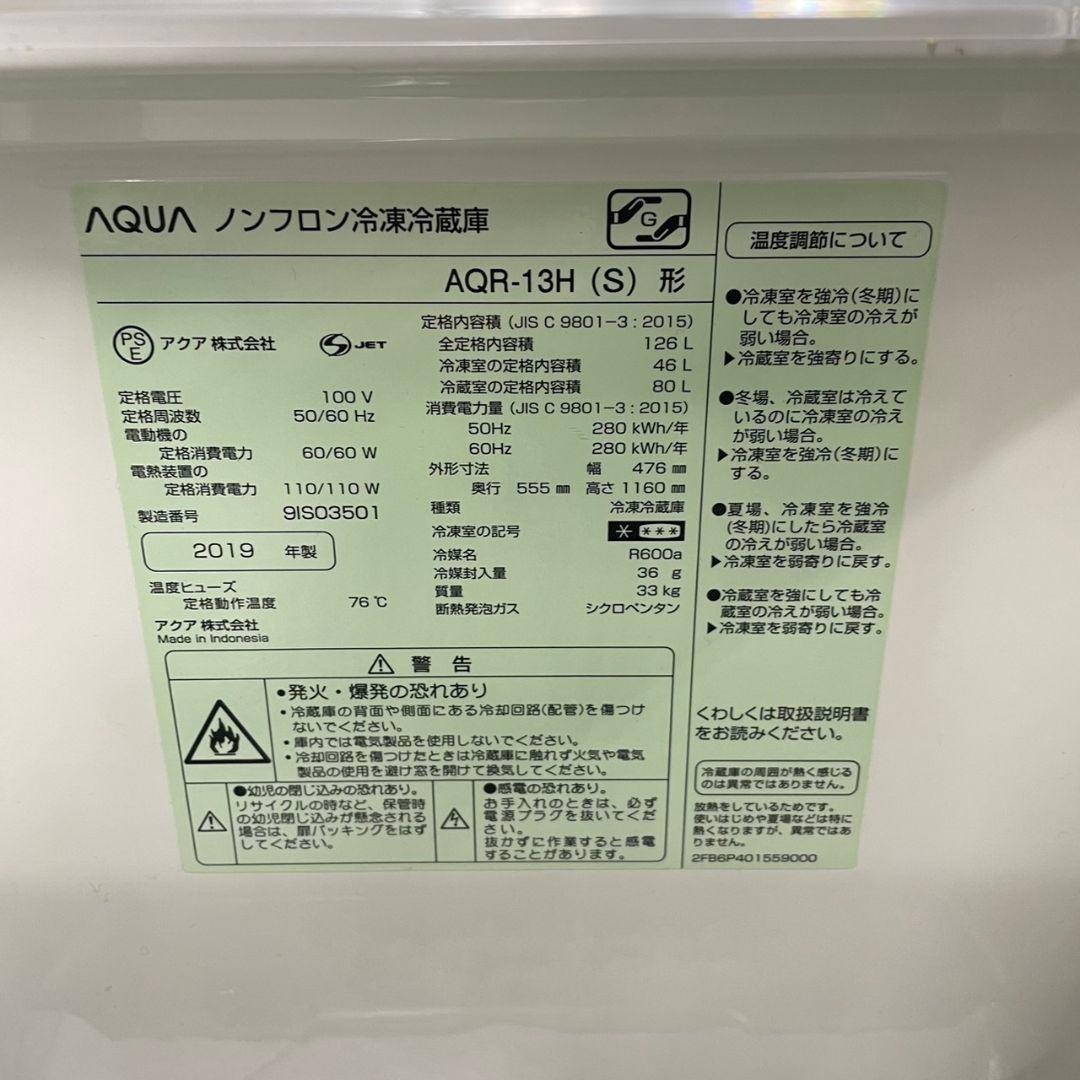 AQUA ノンフロン冷凍冷蔵庫
G
AQR-13H (S) 形
PS
E
アクア 株式会社
S JET
定格電圧 100 V
定格周波数 50/60 Hz
電動機の
定格消費電力 60/60 W
電熱装置の
定格消費電力 110/110 W
製造番号 9IS03501
2019 年製
温度ヒューズ
定格動作温度 76 ℃
アクア 株式会社
Made in Indonesia
定格内容積 (JIS C 9801-3 : 2015)
全定格内容積 126 L
冷凍室の定格内容積 46 L
冷蔵室の定格内容積 80 L
消費電力量 (JIS C 9801-3 : 2015)
50Hz 280 kWh/年
60Hz 280 kWh/年
外形寸法 幅 476 ㎜
奥行 555 ㎜ 高さ 1160 ㎜
種類 冷凍冷蔵庫
冷凍室の記号 * ***
冷媒名 R600a
冷媒封入量 36 g
質量 33 kg
断熱発泡ガス シクロペンタン
⚠ 警告
●発火・爆発の恐れあり
・冷蔵庫の背面や側面にある冷却回路(配管)を傷つけ
ないでください。
・庫内では電気製品を使用しないでください。
・冷却回路を傷つけたときは冷蔵庫に触れず火気や電気
製品の使用を避け窓を開けて換気してください。
●幼児の閉じ込みの恐れあり。
リサイクルの時など、保管時
の幼児閉じ込みが懸念される
場合は、扉パッキングをはず
してください。
●感電の恐れあり。
お手入れのときは、必ず
電源プラグを抜いてくだ
さい。
抜かずに作業すると感電
することがあります。
温度調節について
●冷凍室を強冷(冬期)に
しても冷凍室の冷えが
弱い場合。
▶冷蔵室を強寄りにする。
●冬場、冷蔵室は冷えて
いるのに冷凍室の冷え
が弱い場合。
▶冷凍室を強冷(冬期)に
する。
●夏場、冷凍室を強冷
(冬期)にしたら冷蔵室
の冷えが弱い場合。
▶冷凍室を弱寄りに戻す。
●冷蔵室を強にしても冷
蔵室の冷えが弱い場合。
▶冷凍室を弱寄りに戻す。
くわしくは取扱説明書
をお読みください。
冷蔵庫の周囲が熱く感じる
のは異常ではありません。
放熱をしているためです。
使いはじめや夏場などは特に
熱くなりますが、異常ではあ
りません。
2FB6P401559000